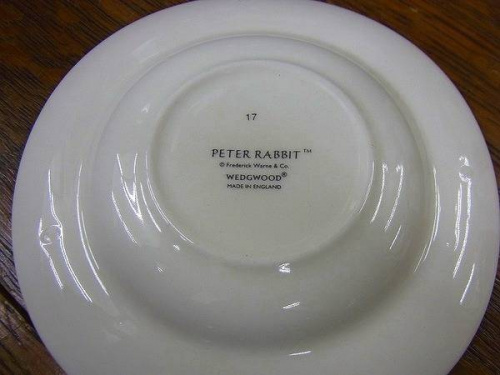 17
PETER RABBIT™
© Frederick Warne & Co.
WEDGWOOD®
MADE IN ENGLAND